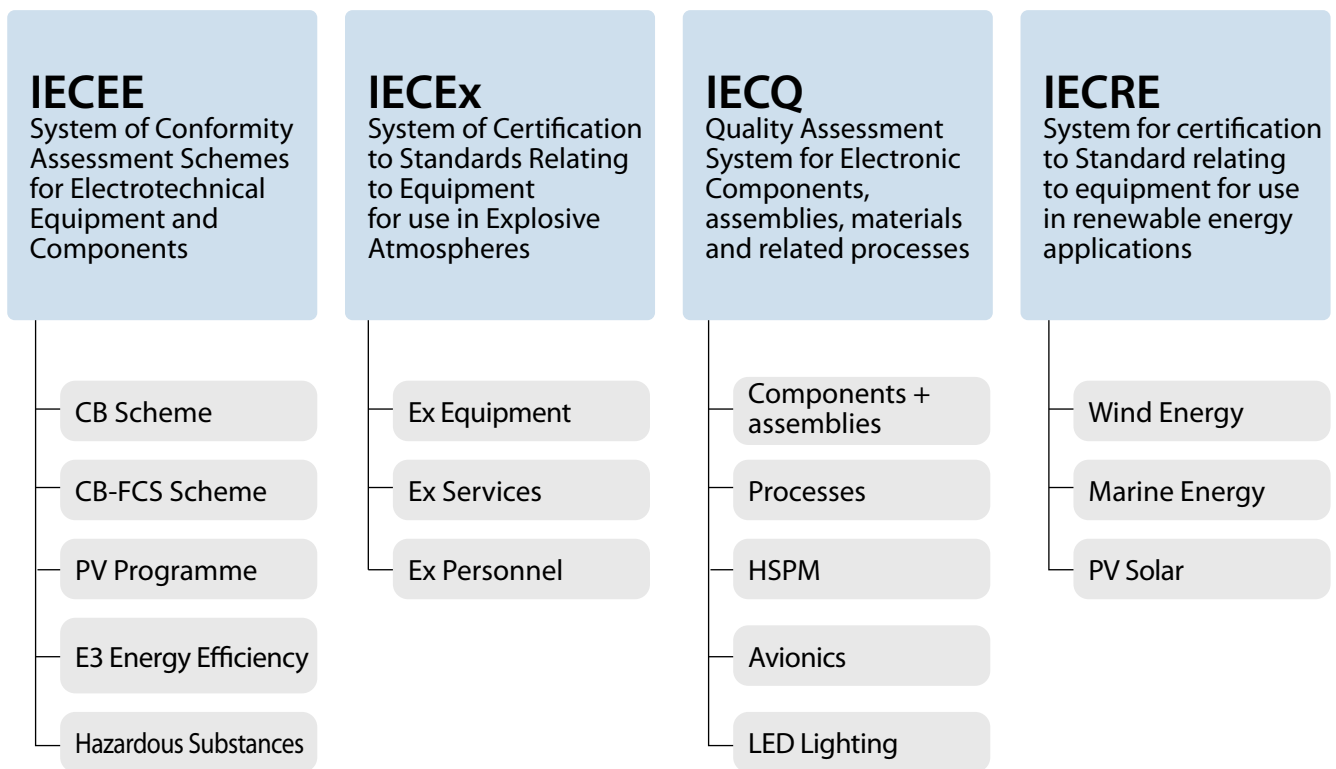 IECEE
System of Conformity
Assessment Schemes
for Electrotechnical
Equipment and
Components
CB Scheme
CB-FCS Scheme
PV Programme
E3 Energy Efficiency
Hazardous Substances
IECEx
System of Certification
to Standards Relating
to Equipment
for use in Explosive
Atmospheres
Ex Equipment
Ex Services
Ex Personnel
IECQ
Quality Assessment
System for Electronic
Components,
assemblies, materials
and related processes
Components +
assemblies
Processes
HSPM
Avionics
LED Lighting
IECRE
System for certification
to Standard relating
to equipment for use
in renewable energy
applications
Wind Energy
Marine Energy
PV Solar